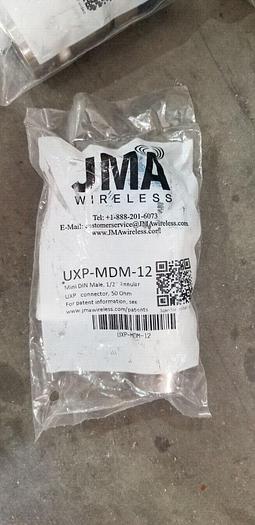 JMA
WIRELESS
Tel: +1-888-201-6073
E-Mail: customerservice@JMAwireless.com
www.JMAwireless.com
UXP-MDM-12
Mini DIN Male, 1/2" Annular
UXP connector, 50 Ohm
For patent information, see
www.jmawireless.com/patents
UXP-MDM-12